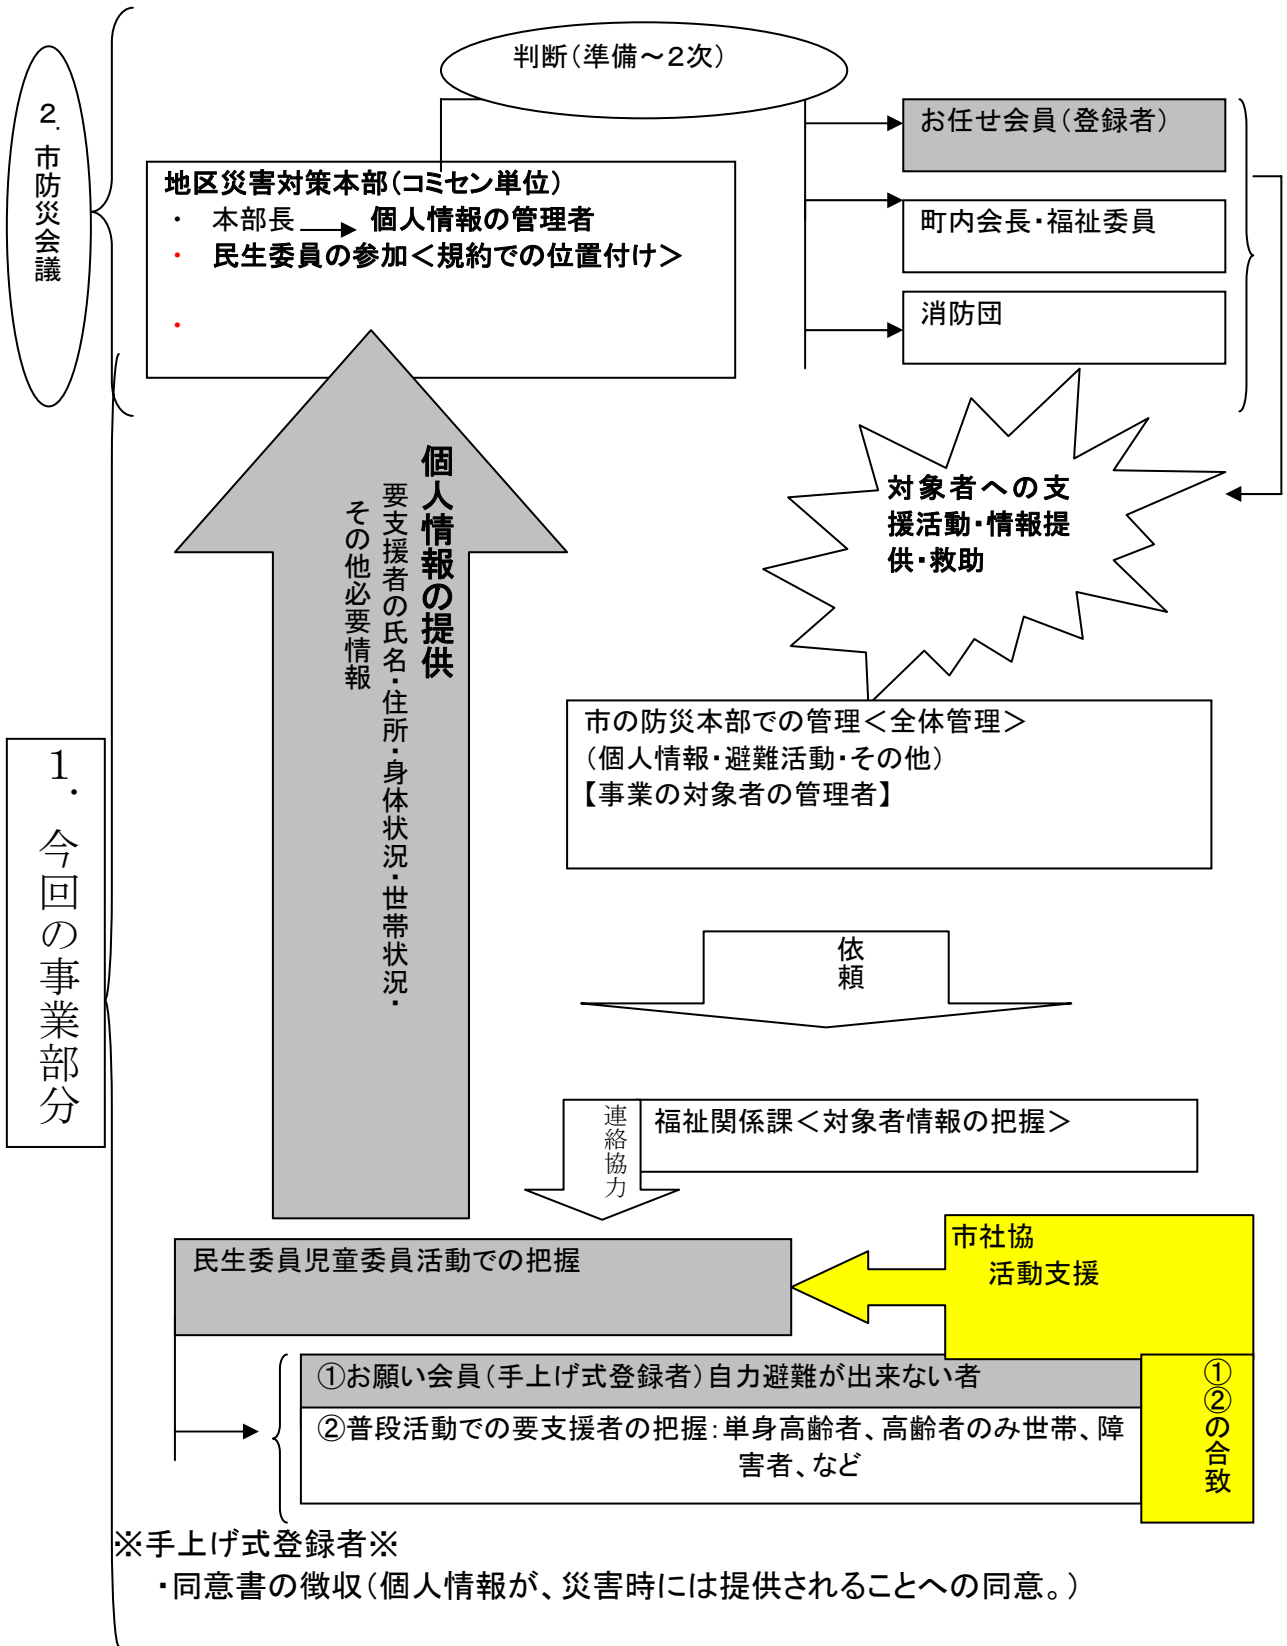 判断（準備～２次）
２．市防災会議
お任せ会員（登録者）
地区災害対策本部（コミセン単位）
・　本部長　個人情報の管理者
・　民生委員の参加＜規約での位置付け＞
・
町内会長・福祉委員
消防団
対象者への支
援活動・情報提
供・救助
個人情報の提供
要支援者の氏名・住所・身体状況・世帯状況・
その他必要情報
市の防災本部での管理＜全体管理＞
（個人情報・避難活動・その他）
【事業の対象者の管理者】
１．今回の事業部分
依頼
連絡協力
福祉関係課＜対象者情報の把握＞
民生委員児童委員活動での把握
市社協
活動支援
①お願い会員（手上げ式登録者）自力避難が出来ない者
②普段活動での要支援者の把握：単身高齢者、高齢者のみ世帯、障
害者、など
①②の合致
※手上げ式登録者※
・同意書の徴収（個人情報が、災害時には提供されることへの同意。）